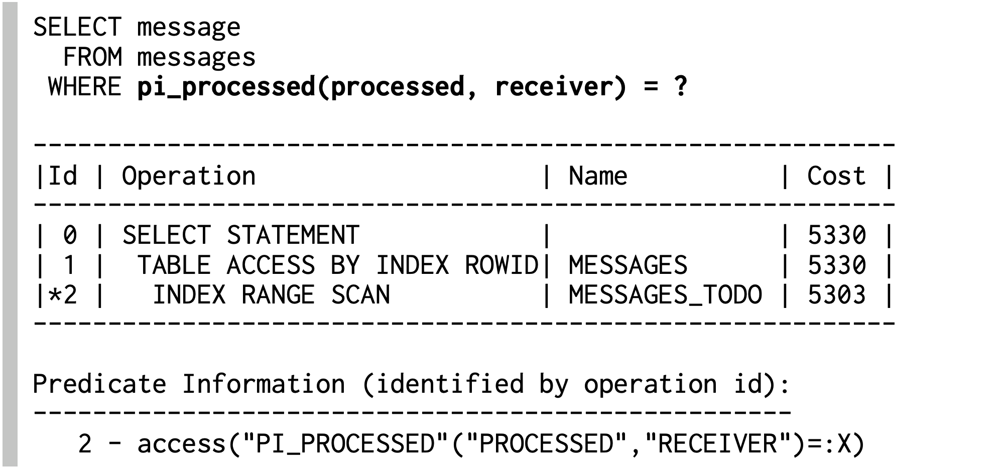 SELECT message
  FROM messages
 WHERE pi_processed(processed, receiver) = ?

----------------------------------------------------------
|Id | Operation                   | Name          | Cost |
----------------------------------------------------------
| 0 | SELECT STATEMENT            |               | 5330 |
| 1 |  TABLE ACCESS BY INDEX ROWID| MESSAGES      | 5330 |
|*2 |   INDEX RANGE SCAN          | MESSAGES_TODO | 5303 |
----------------------------------------------------------

Predicate Information (identified by operation id):
---------------------------------------------------
   2 - access("PI_PROCESSED"("PROCESSED","RECEIVER")=:X)